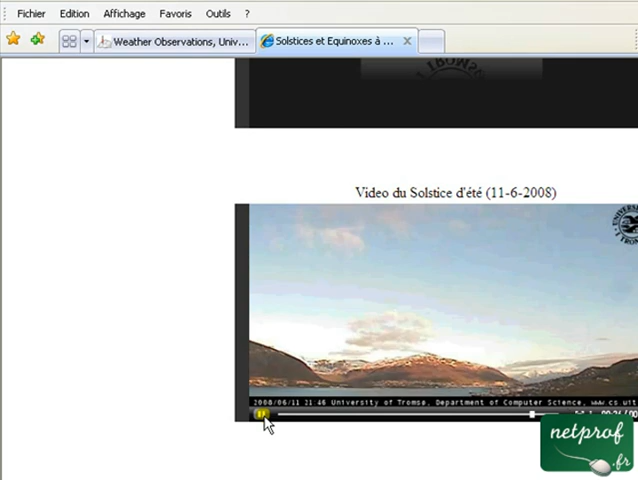 Fichier Edition Affichage Favoris Outils ?
Weather Observations, Univ... Solstices et Equinoxes à ...
Video du Solstice d'été (11-6-2008)
2008/06/11 21:46 University of Tromsø, Department of Computer Science, www.cs.uit
netprof
.fr